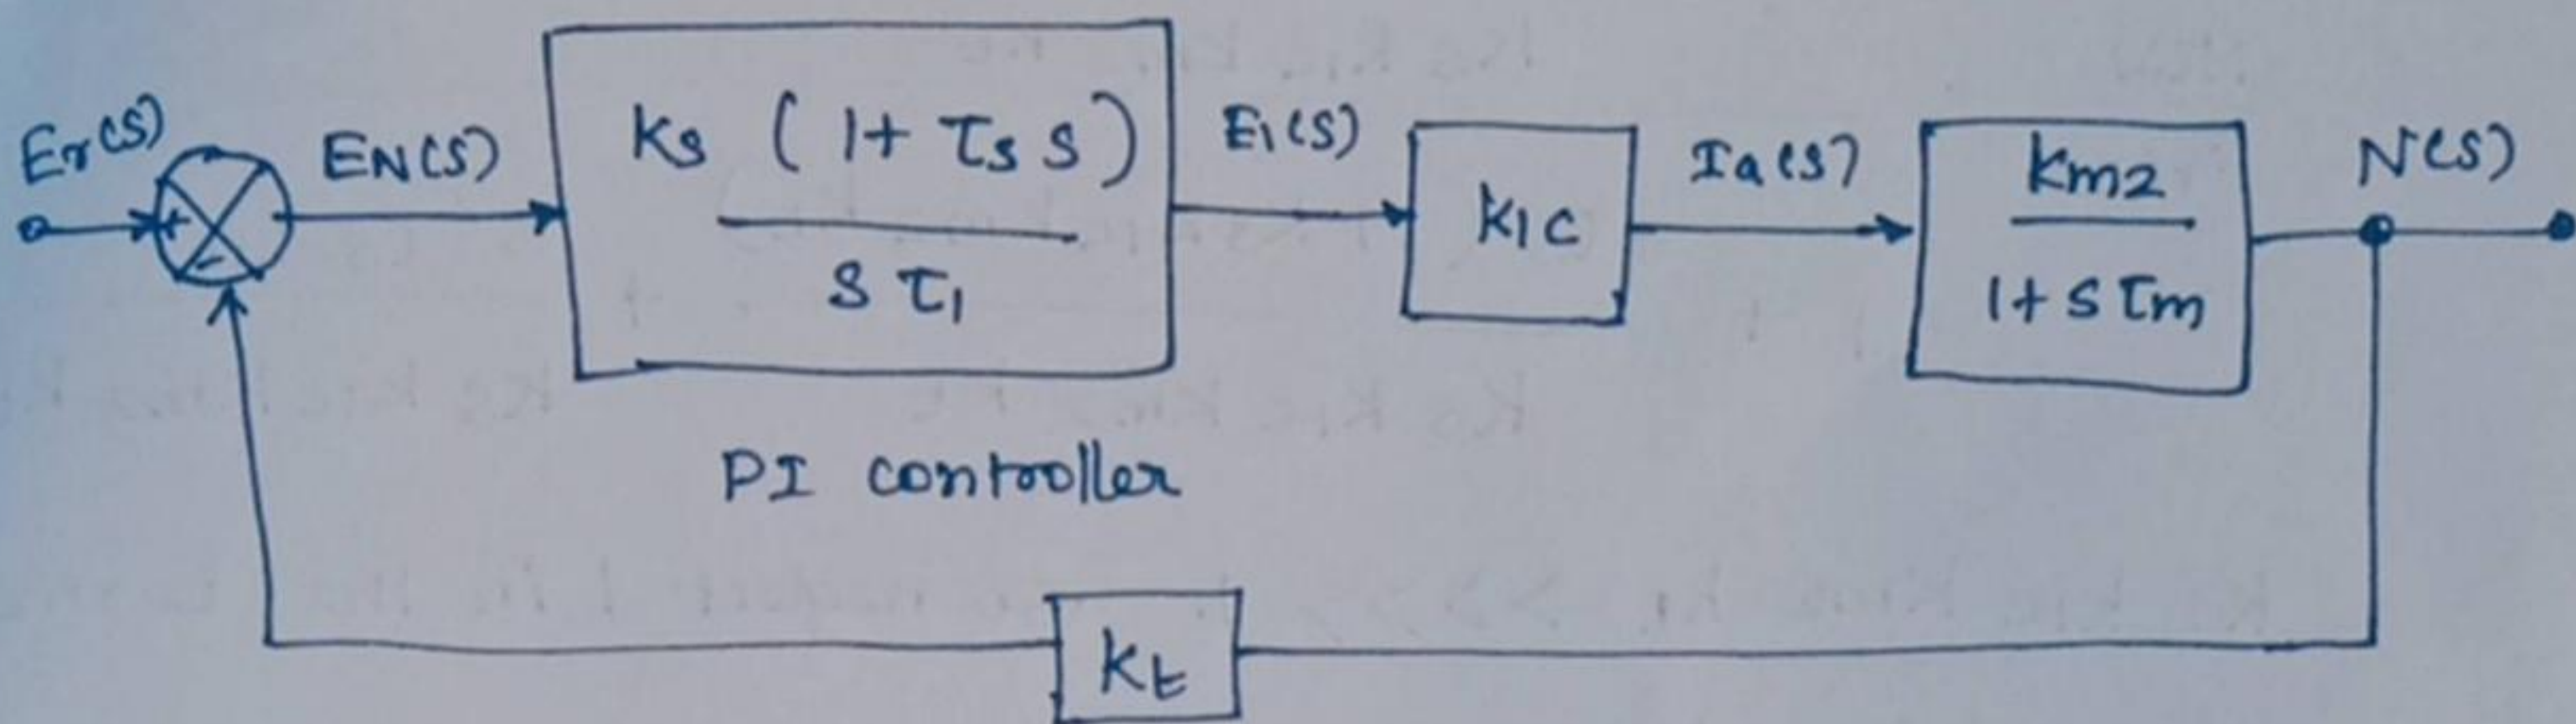 Er(s)
+
-
EN(S)
Ks (1+ τs s)
s τ1
E1(s)
K1c
Ia(s)
Km2
1+ s τm
N(s)
PI controller
Kt